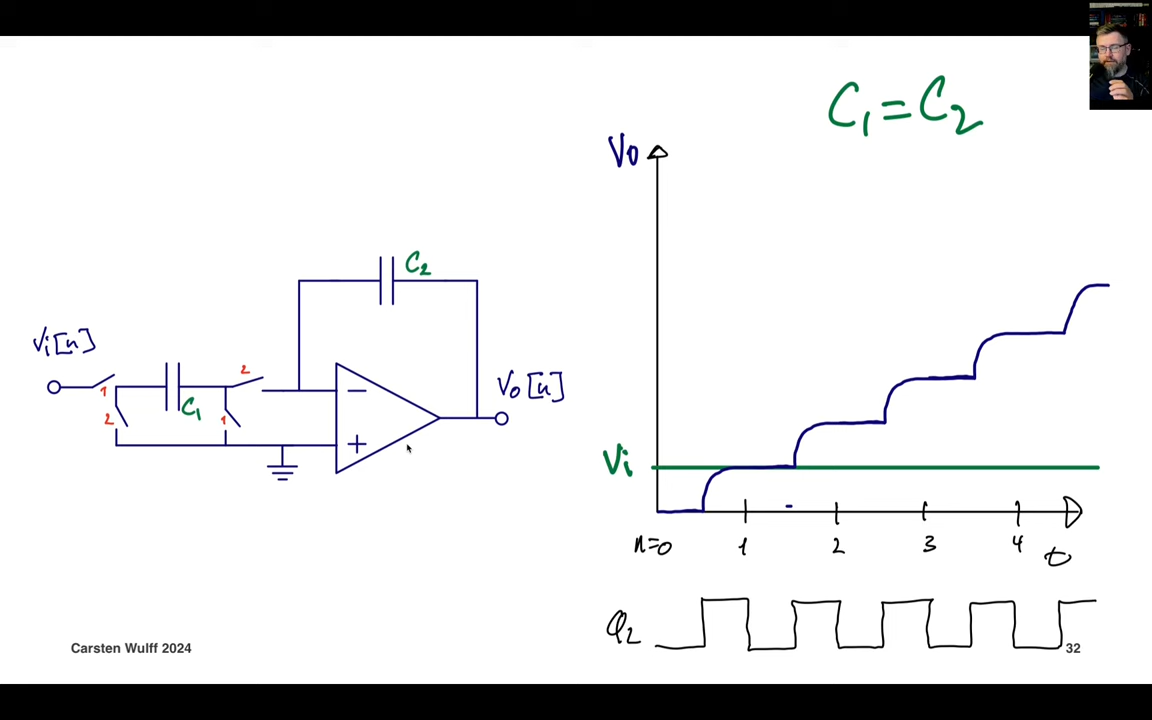 C₁=C₂
Vo
C₂
Vi[n]
1
2
C₁
2
1
−
+
Vo[n]
Vi
n=0
1
2
3
4
t
φ₂
Carsten Wulff 2024
32